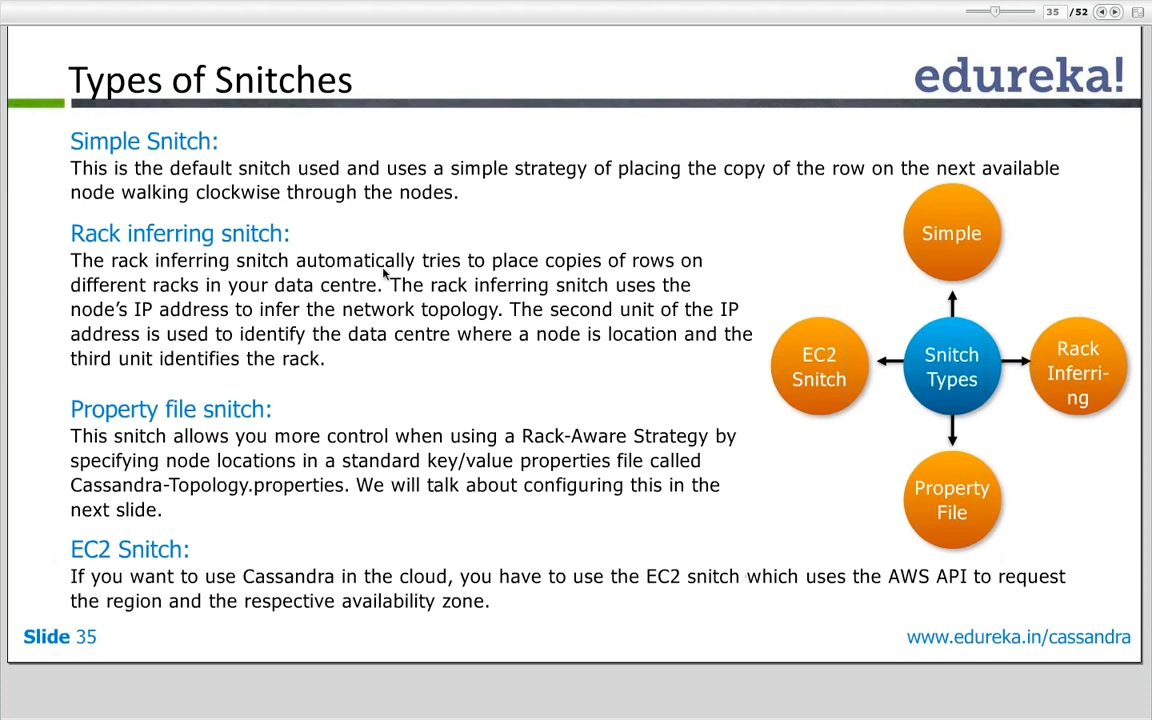 35 /52
Types of Snitches
edureka!
Simple Snitch:
This is the default snitch used and uses a simple strategy of placing the copy of the row on the next available
node walking clockwise through the nodes.
Rack inferring snitch:
The rack inferring snitch automatically tries to place copies of rows on
different racks in your data centre. The rack inferring snitch uses the
node’s IP address to infer the network topology. The second unit of the IP
address is used to identify the data centre where a node is location and the
third unit identifies the rack.
Property file snitch:
This snitch allows you more control when using a Rack-Aware Strategy by
specifying node locations in a standard key/value properties file called
Cassandra-Topology.properties. We will talk about configuring this in the
next slide.
EC2 Snitch:
If you want to use Cassandra in the cloud, you have to use the EC2 snitch which uses the AWS API to request
the region and the respective availability zone.
Simple
EC2
Snitch
Snitch
Types
Rack
Inferri-
ng
Property
File
Slide 35
www.edureka.in/cassandra